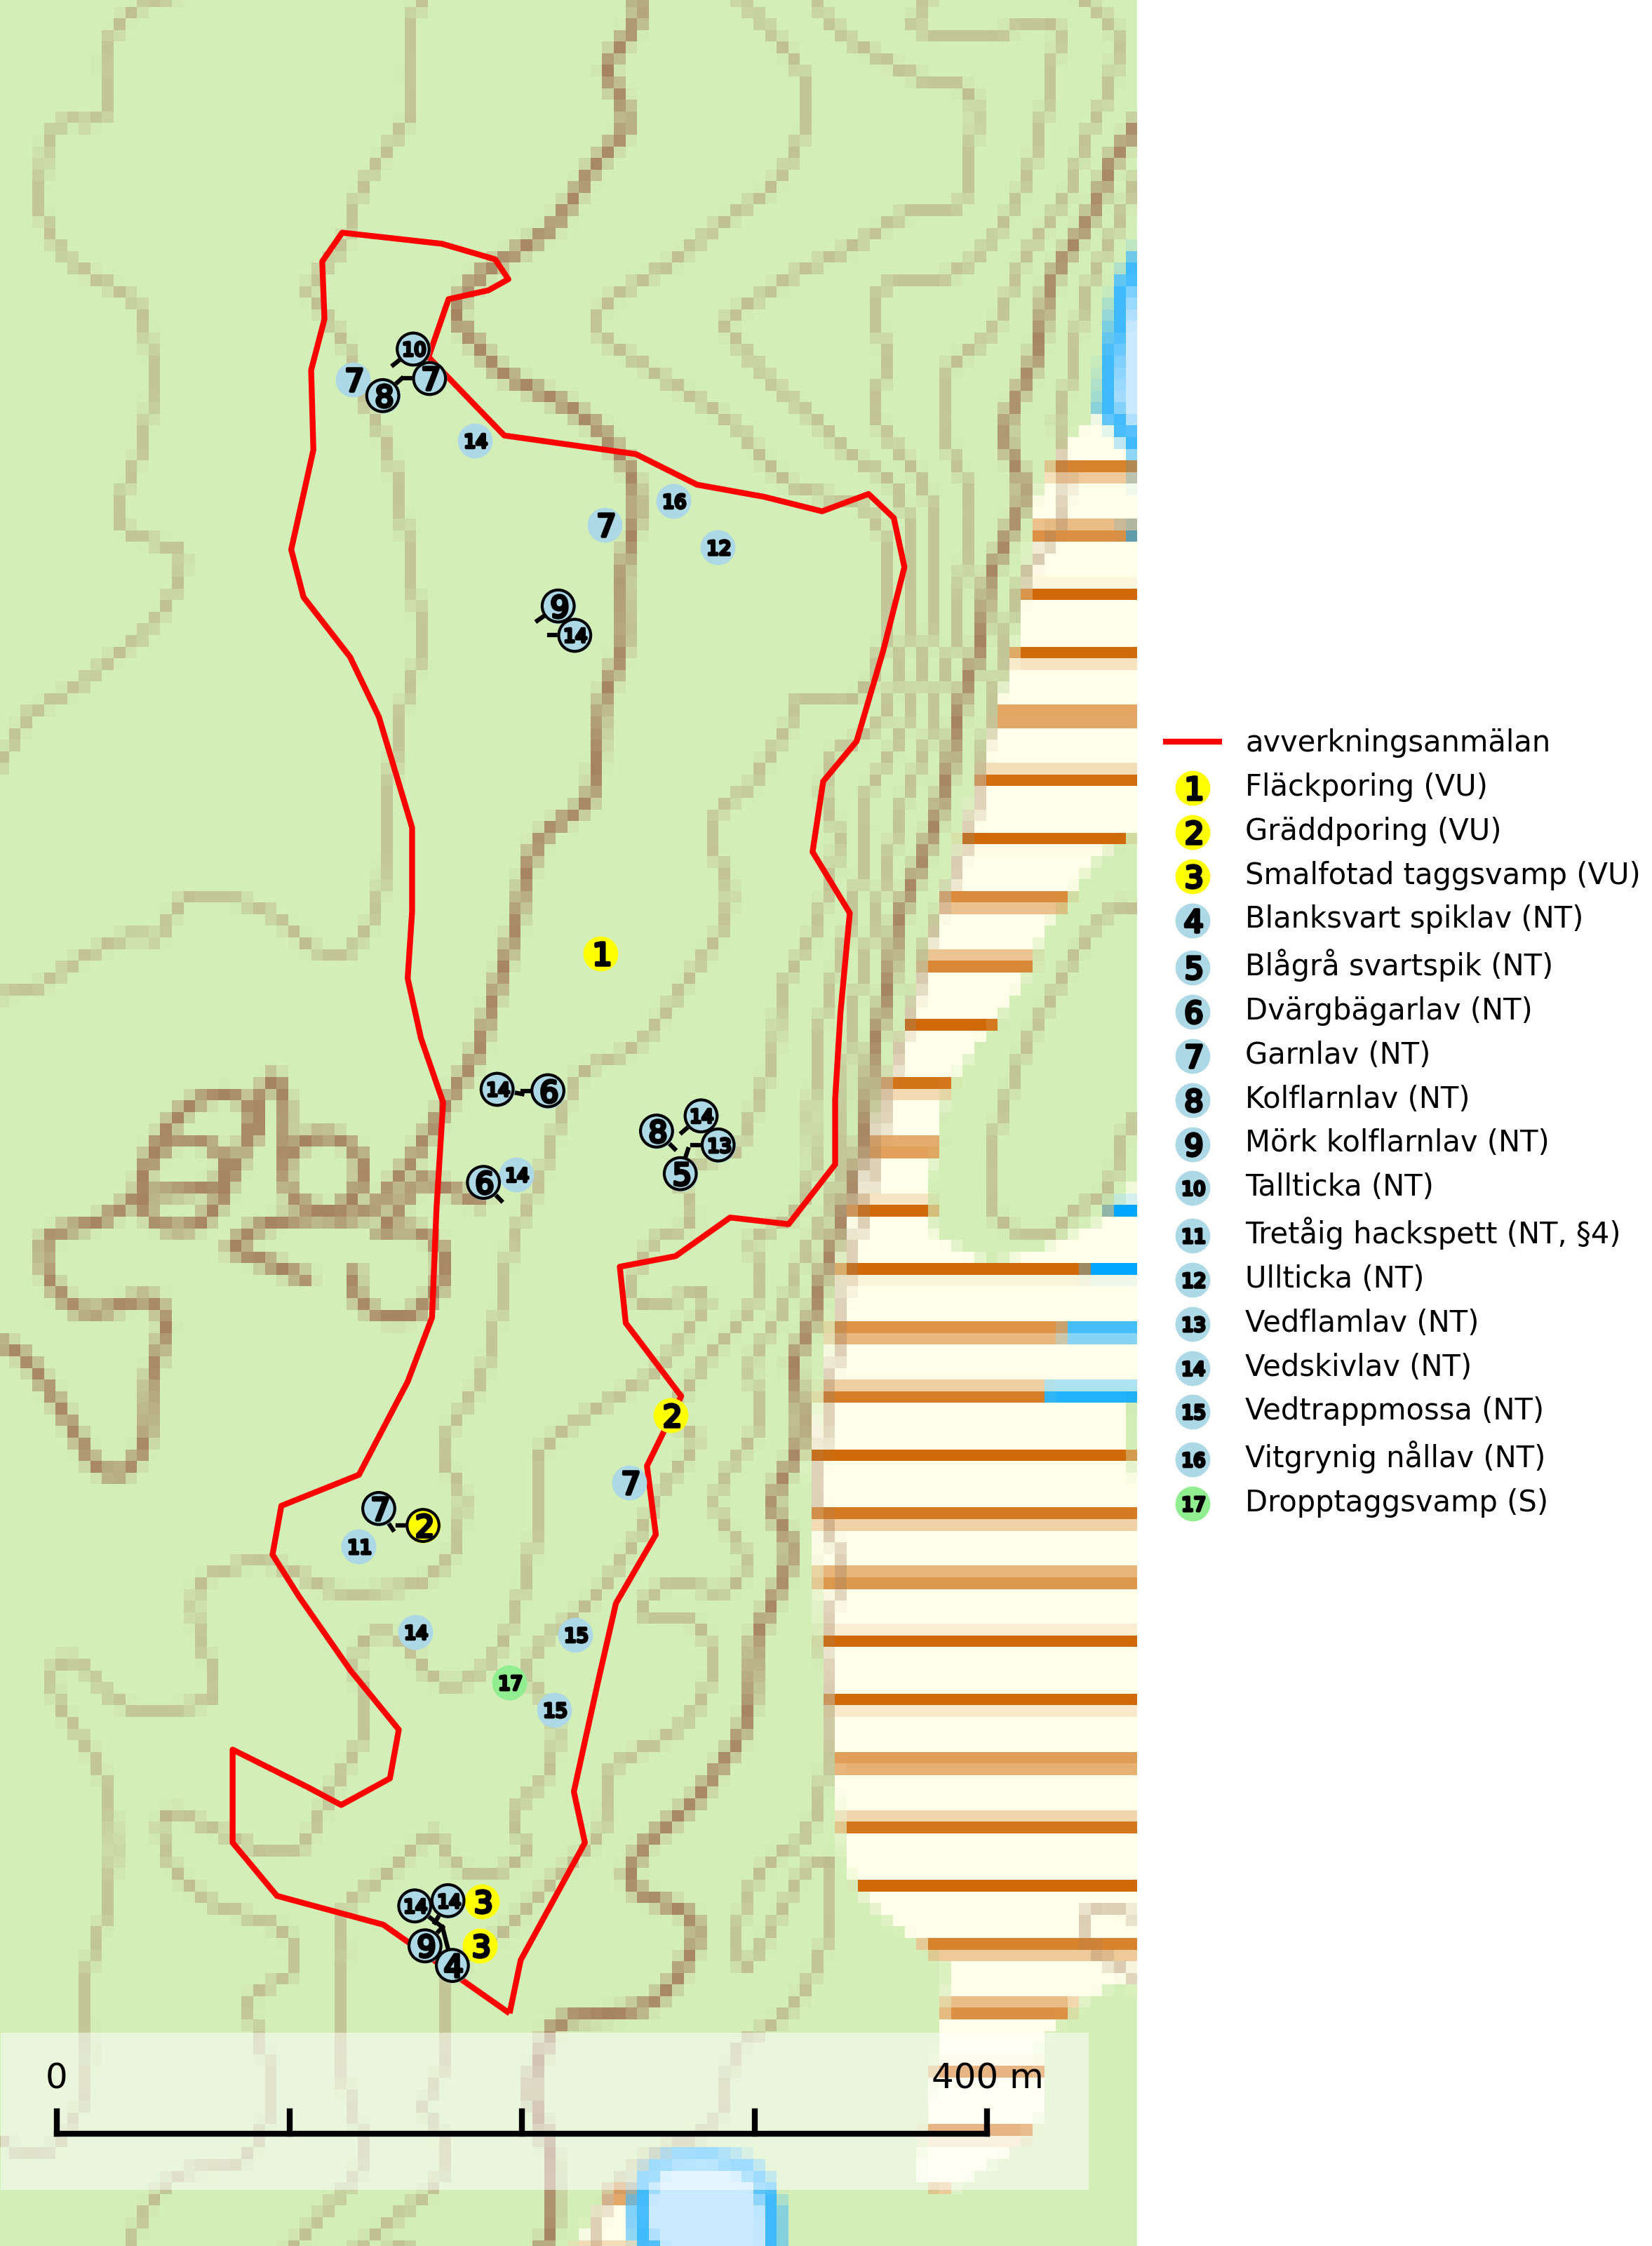 10
7
7
8
14
16
7
12
9
14
1
14
6
14
8
13
14
6
5
2
7
7
2
11
14
15
17
15
14
14
3
9
3
4
0
400 m
avverkningsanmälan
1 Fläckporing (VU)
2 Gräddporing (VU)
3 Smalfotad taggsvamp (VU)
4 Blanksvart spiklav (NT)
5 Blågrå svartspik (NT)
6 Dvärgbägarlav (NT)
7 Garnlav (NT)
8 Kolflarnlav (NT)
9 Mörk kolflarnlav (NT)
10 Tallticka (NT)
11 Tretåig hackspett (NT, §4)
12 Ullticka (NT)
13 Vedflamlav (NT)
14 Vedskivlav (NT)
15 Vedtrappmossa (NT)
16 Vitgrynig nållav (NT)
17 Dropptaggsvamp (S)